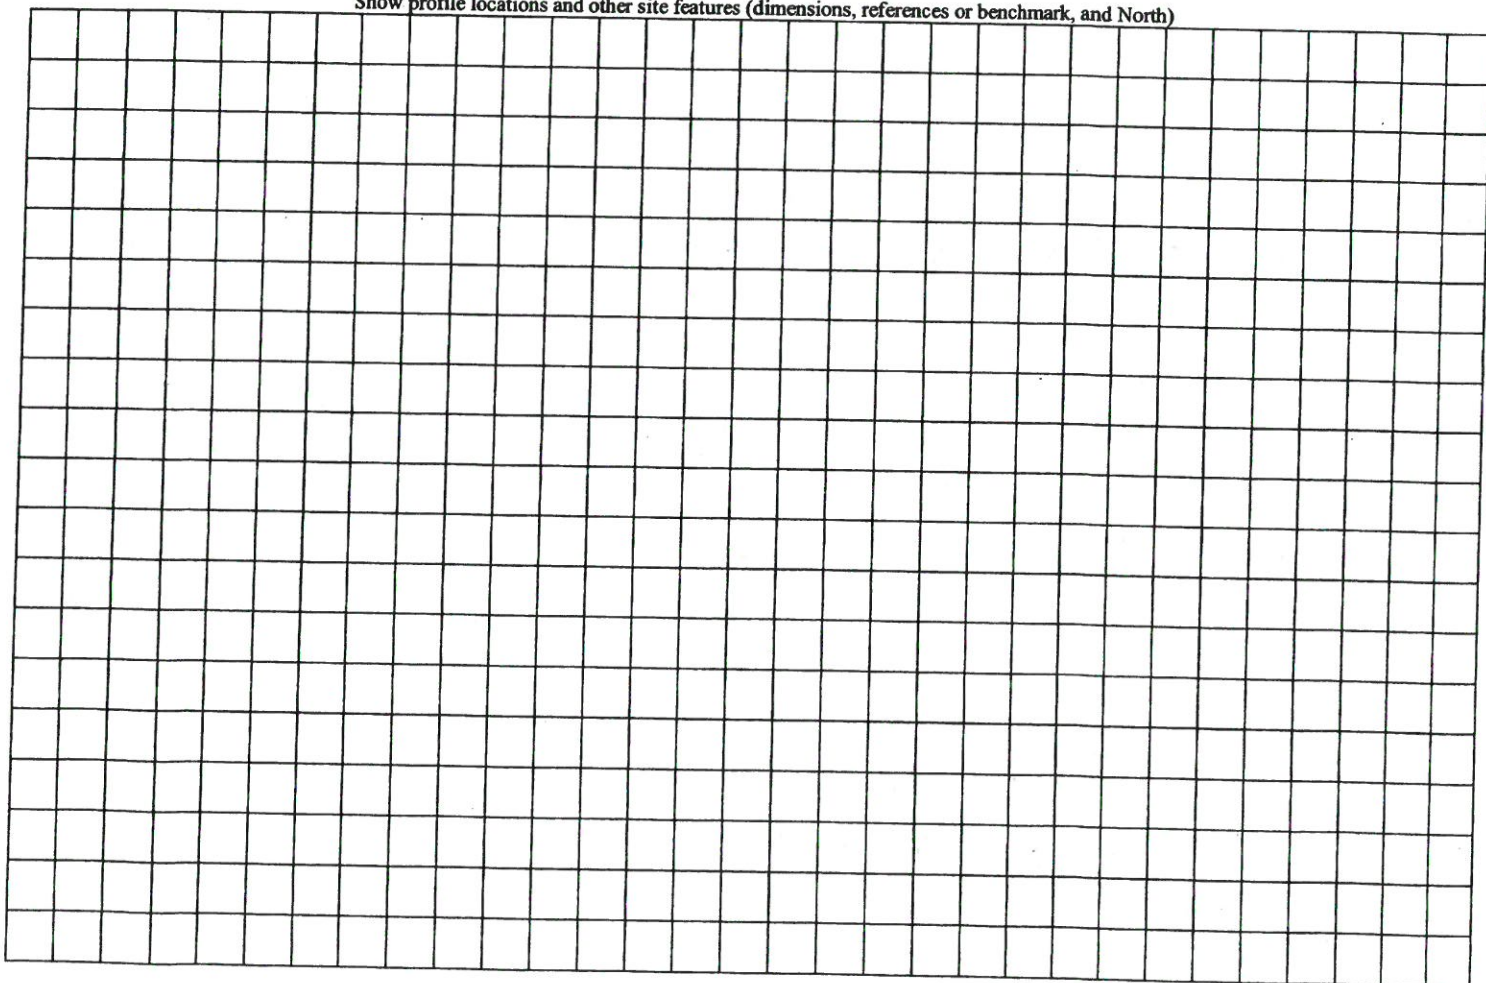 Show profile locations and other site features (dimensions, references or benchmark, and North)